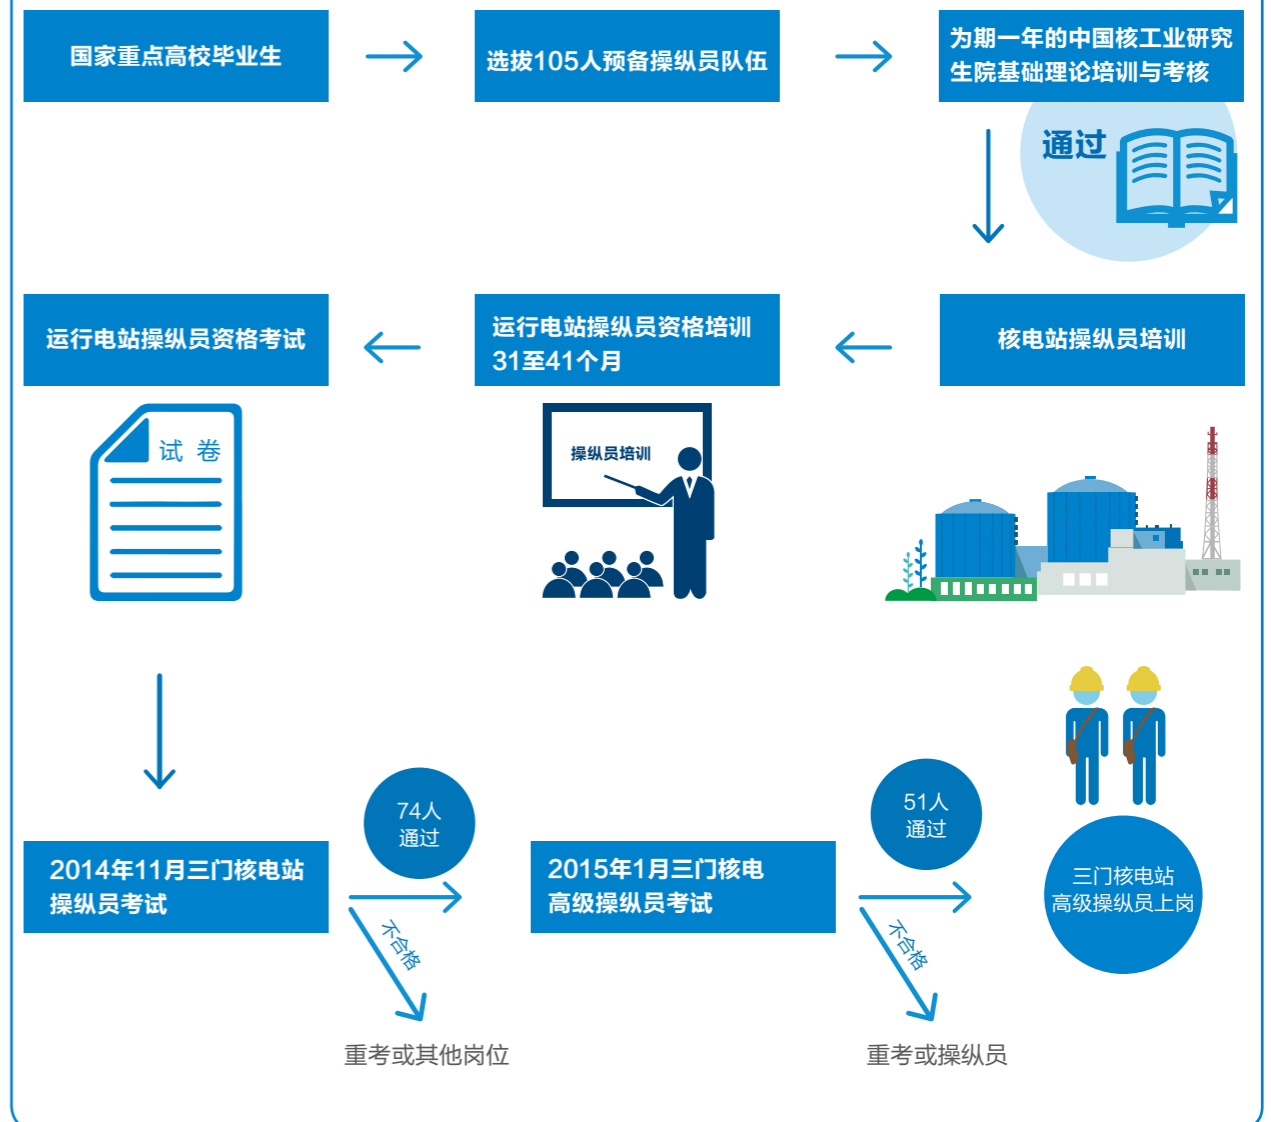 国家重点高校毕业生
选拔105人预备操纵员队伍
为期一年的中国核工业研究
生院基础理论培训与考核
通过
核电站操纵员培训
运行电站操纵员资格培训
31至41个月
运行电站操纵员资格考试
试 卷
操纵员培训
2014年11月三门核电站
操纵员考试
74人
通过
不合格
重考或其他岗位
2015年1月三门核电
高级操纵员考试
51人
通过
不合格
重考或操纵员
三门核电站
高级操纵员上岗